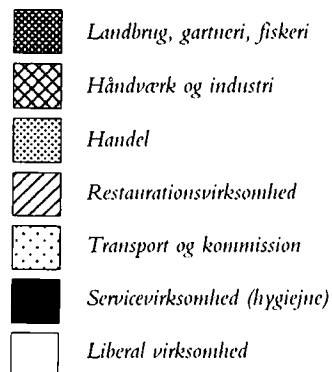 Landbrug, gartneri, fiskeri
Håndværk og industri
Handel
Restaurationsvirksomhed
Transport og kommission
Servicevirksomhed (hygiejne)
Liberal virksomhed